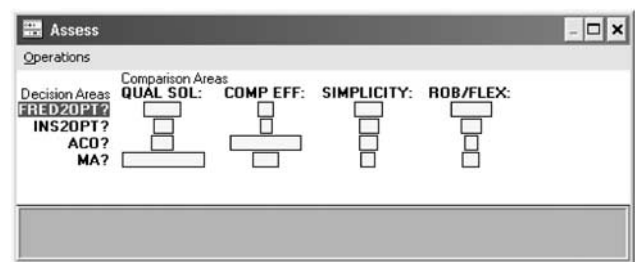 Assess
Operations
Comparison Areas
Decision Areas QUAL SOL: COMP EFF: SIMPLICITY: ROB/FLEX:
FRED2OPT?
INS2OPT?
ACO?
MA?